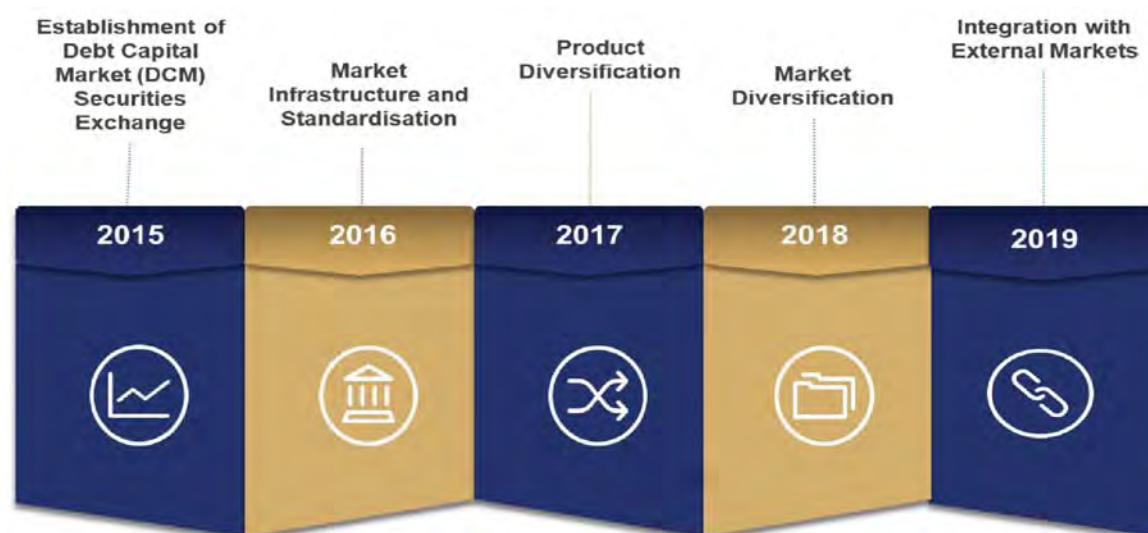 Establishment of
Debt Capital
Market (DCM)
Securities
Exchange
Market
Infrastructure and
Standardisation
Product
Diversification
Market
Diversification
Integration with
External Markets
2015
2016
2017
2018
2019